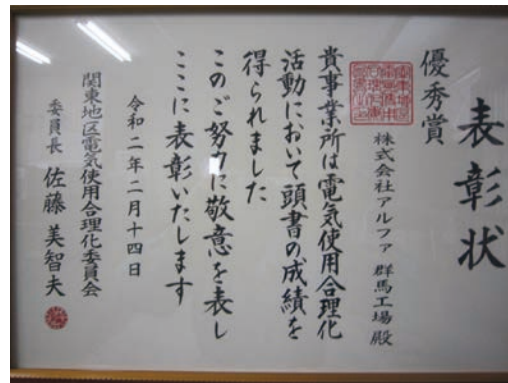 表彰状
優秀賞
株式会社アルファ 群馬工場 殿
貴事業所は電気使用合理化
活動において頭書の成績を
得られました
このご努力に敬意を表し
ここに表彰いたします
令和二年二月十四日
関東地区電気使用合理化委員会
委員長 佐藤美智夫